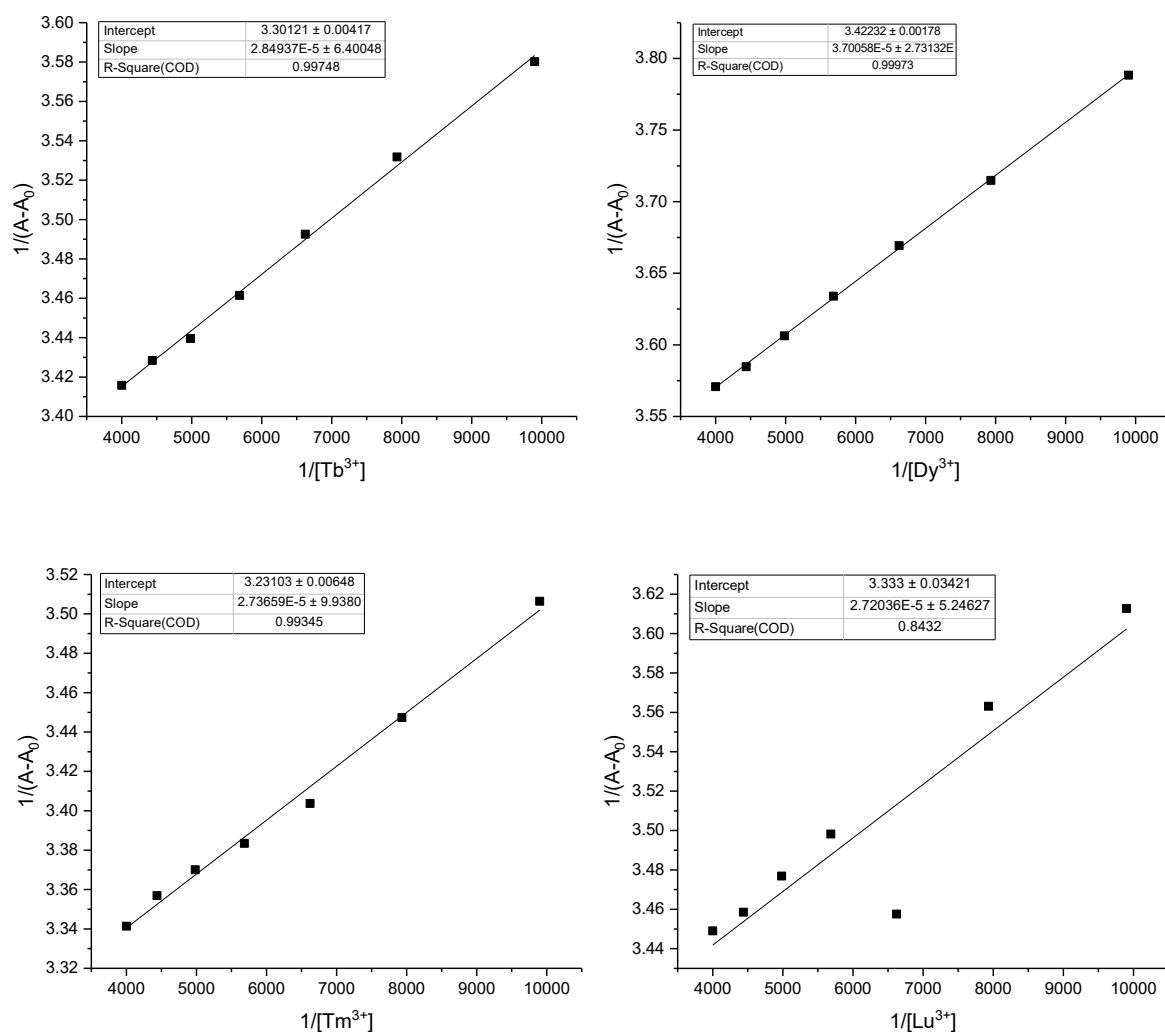 Intercept 3.30121 ± 0.00417
Slope 2.84937E-5 ± 6.40048
R-Square(COD) 0.99748
3.60
3.58
3.56
3.54
3.52
3.50
3.48
3.46
3.44
3.42
3.40
1/(A-A₀)
4000 5000 6000 7000 8000 9000 10000
1/[Tb³⁺]
Intercept 3.42232 ± 0.00178
Slope 3.70058E-5 ± 2.73132E
R-Square(COD) 0.99973
3.80
3.75
3.70
3.65
3.60
3.55
1/(A-A₀)
4000 5000 6000 7000 8000 9000 10000
1/[Dy³⁺]
Intercept 3.23103 ± 0.00648
Slope 2.73659E-5 ± 9.9380
R-Square(COD) 0.99345
3.52
3.50
3.48
3.46
3.44
3.42
3.40
3.38
3.36
3.34
3.32
1/(A-A₀)
4000 5000 6000 7000 8000 9000 10000
1/[Tm³⁺]
Intercept 3.333 ± 0.03421
Slope 2.72036E-5 ± 5.24627
R-Square(COD) 0.8432
3.62
3.60
3.58
3.56
3.54
3.52
3.50
3.48
3.46
3.44
1/(A-A₀)
4000 5000 6000 7000 8000 9000 10000
1/[Lu³⁺]